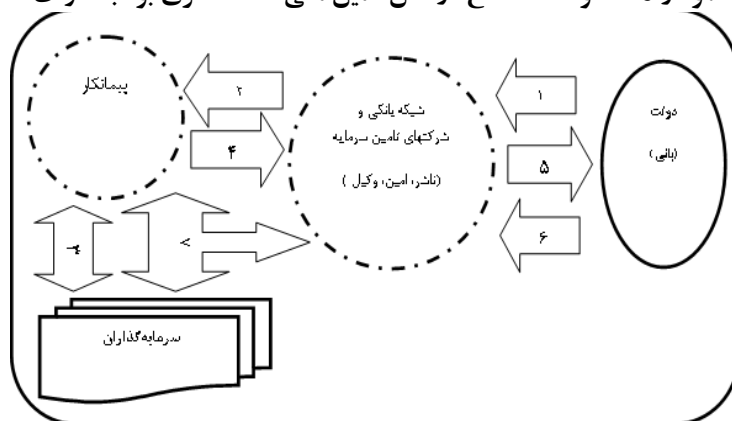 پیمانکار
شبکه بانکی و
شرکتهای تامین سرمایه
(ناشر، امین، وکیل )
دولت
(بانی)
۱
۲
۴
۵
۶
۳
۷
سرمایه‌گذاران